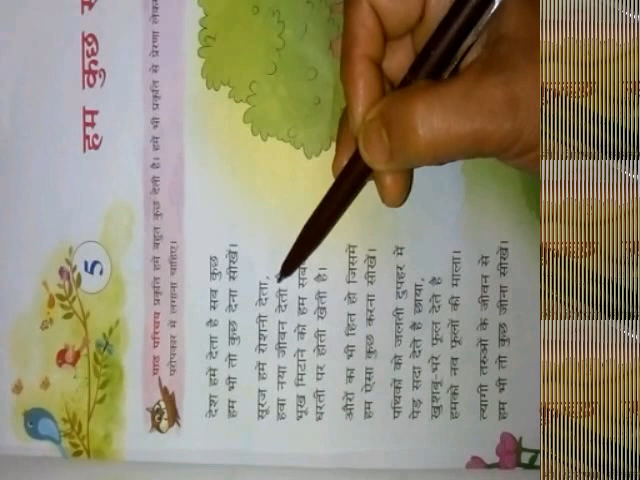 5
हम कुछ
पाठ परिचय प्रकृति हमें बहुत कुछ देती है। हमें भी प्रकृति से प्रेरणा लेकर
परोपकार से
देश हमें देता है सब कुछ
हम भी तो कुछ देना सीखें।
सूरज हमें रोशनी देता,
हवा नया जीवन देती
भूख मिटाने को हम सब
धरती पर होती खेती है।
औरों का भी हित हो जिसमें
हम ऐसा कुछ करना सीखें।
पथिकों को जलती दुपहर में
पेड़ सदा देते हैं छाया,
खुशबू-भरे फूल देते हैं
हमको नव फूलों की माला।
त्यागी तरुओं के जीवन से
हम भी तो कुछ जीना सीखें।